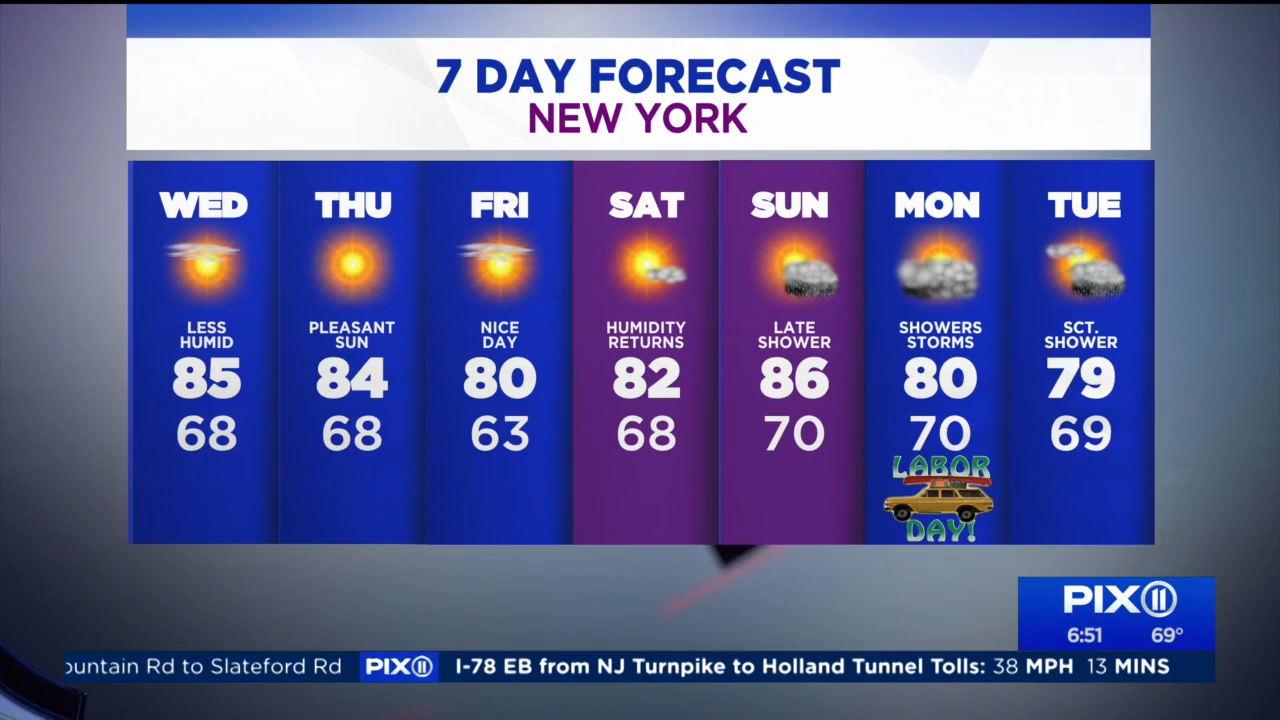 7 DAY FORECAST
NEW YORK
WED THU FRI SAT SUN MON TUE
LESS PLEASANT NICE HUMIDITY LATE SHOWERS SCT.
HUMID SUN DAY RETURNS SHOWER STORMS SHOWER
85 84 80 82 86 80 79
68 68 63 68 70 70 69
LABOR
DAY!
PIX11
6:51 69°
ountain Rd to Slateford Rd PIX11 I-78 EB from NJ Turnpike to Holland Tunnel Tolls: 38 MPH 13 MINS